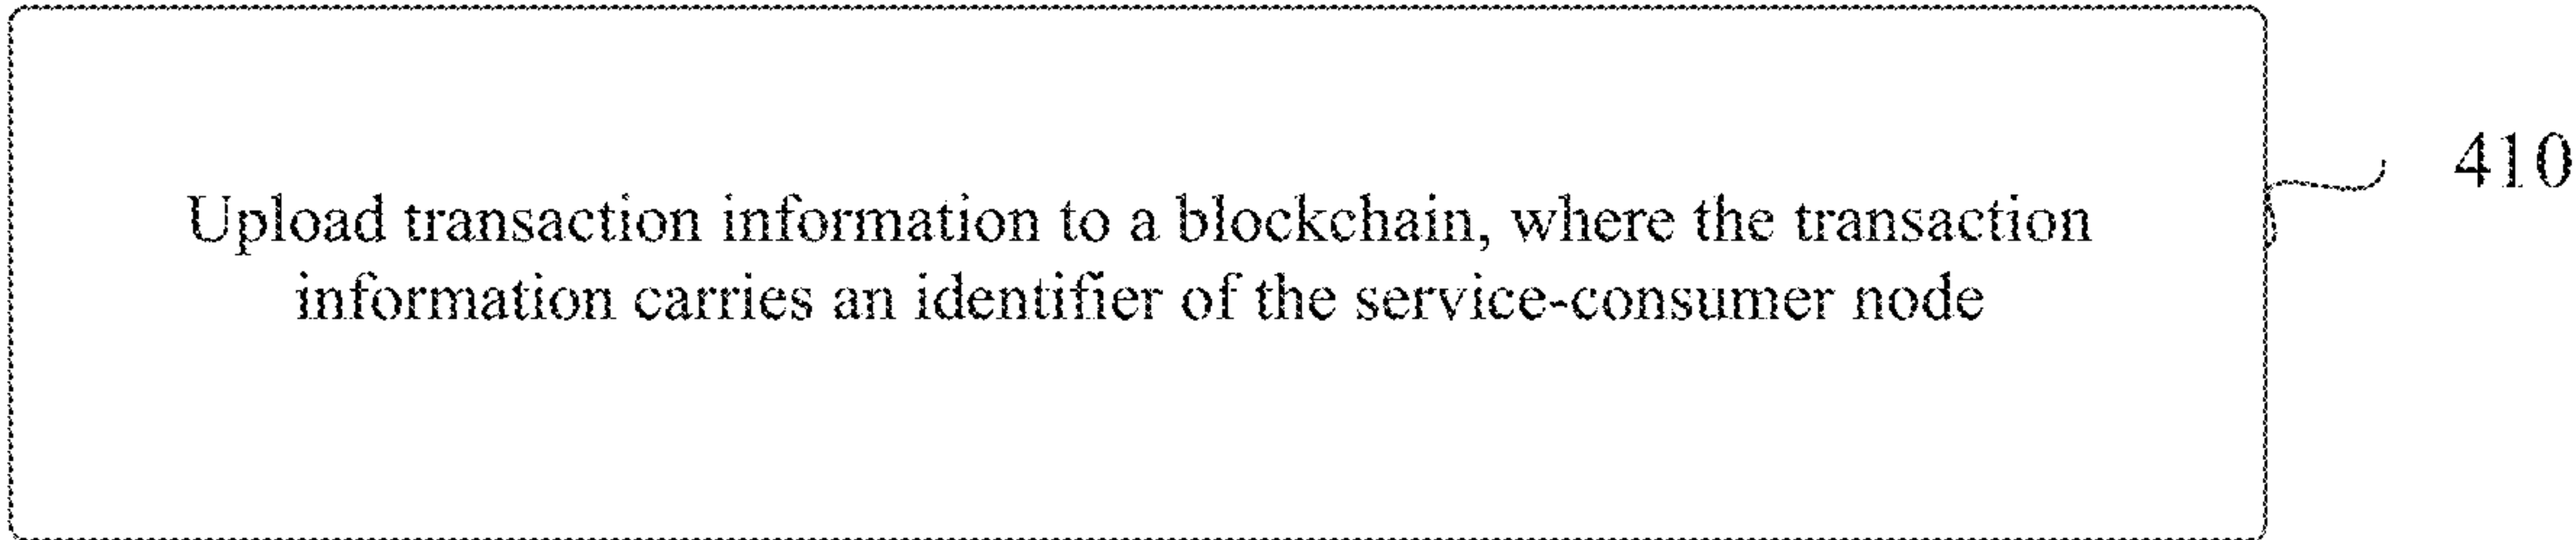 410
Upload transaction information to a blockchain, where the transaction
information carries an identifier of the service-consumer node